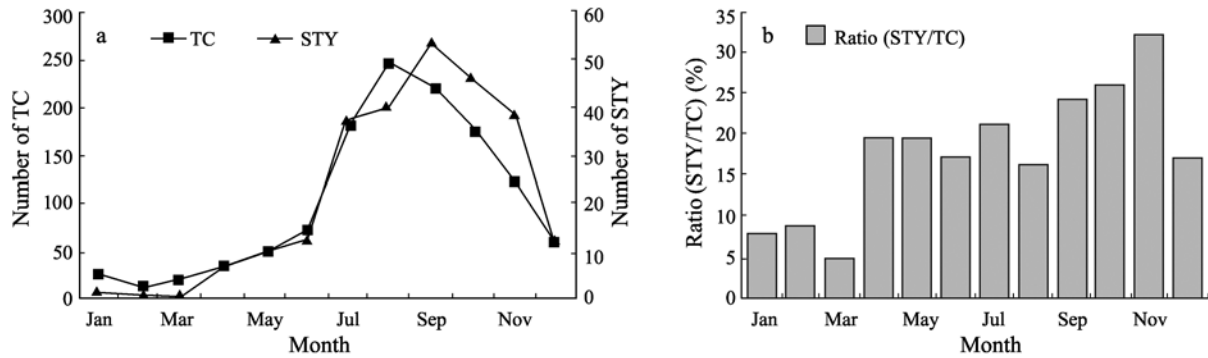 a
TC
STY
Number of TC
300
250
200
150
100
50
0
Number of STY
60
50
40
30
20
10
0
Jan Mar May Jul Sep Nov
Month
b
Ratio (STY/TC)
Ratio (STY/TC) (%)
35
30
25
20
15
10
5
0
Jan Mar May Jul Sep Nov
Month